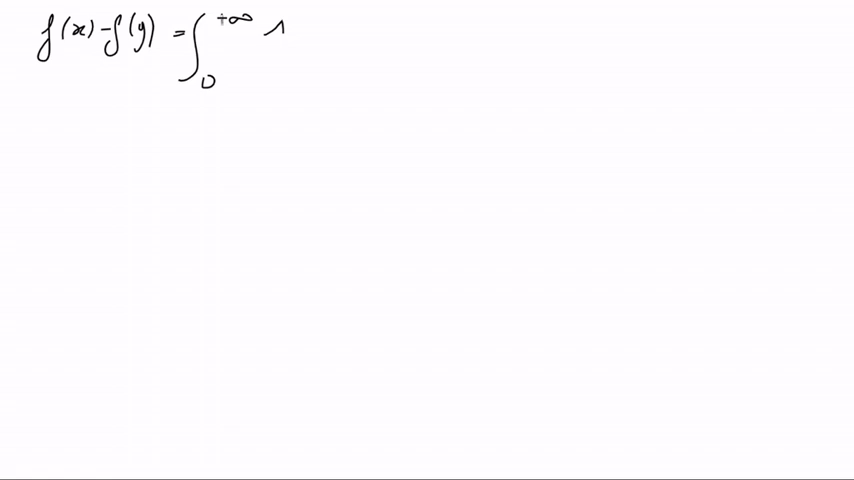 f(x) - f(y) = ∫₀^{+∞} 1